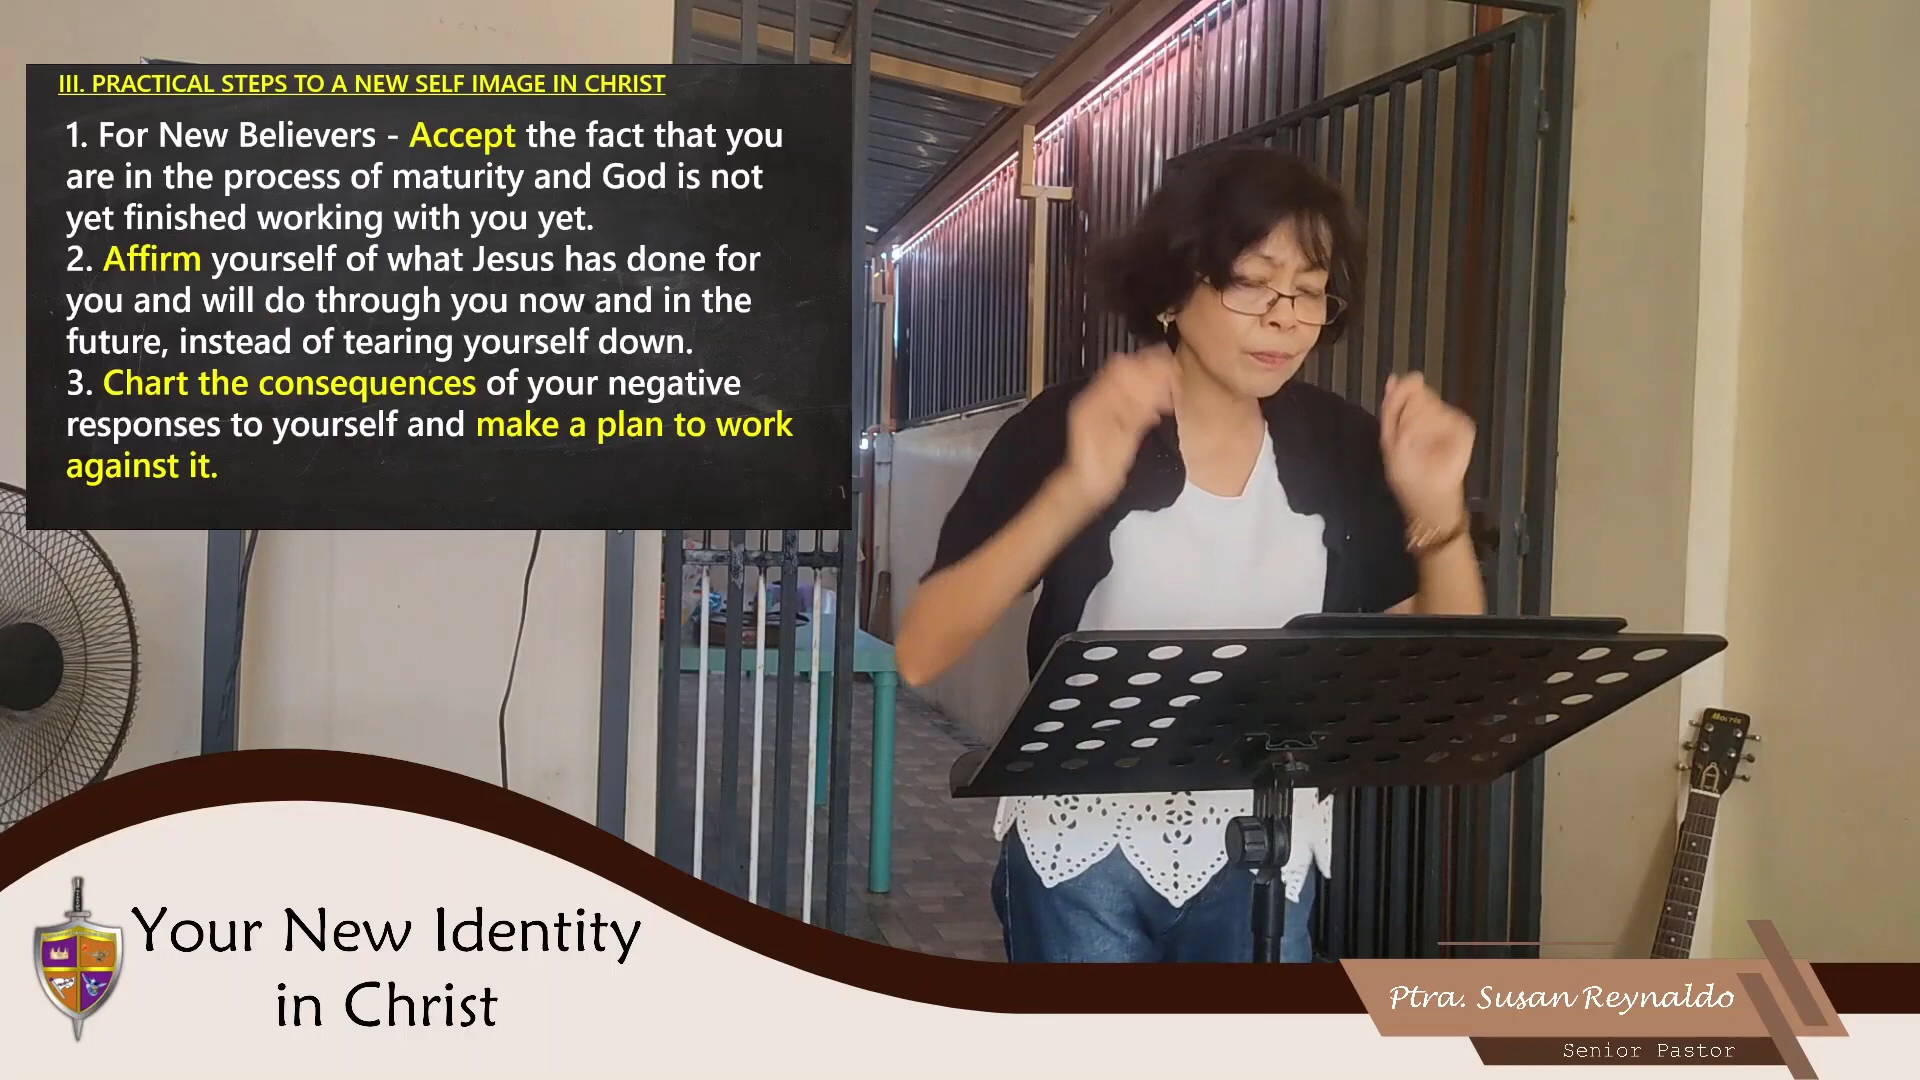 III. PRACTICAL STEPS TO A NEW SELF IMAGE IN CHRIST
1. For New Believers - Accept the fact that you
are in the process of maturity and God is not
yet finished working with you yet.
2. Affirm yourself of what Jesus has done for
you and will do through you now and in the
future, instead of tearing yourself down.
3. Chart the consequences of your negative
responses to yourself and make a plan to work
against it.
Morris
Your New Identity
in Christ
Ptra. Susan Reynaldo
Senior Pastor